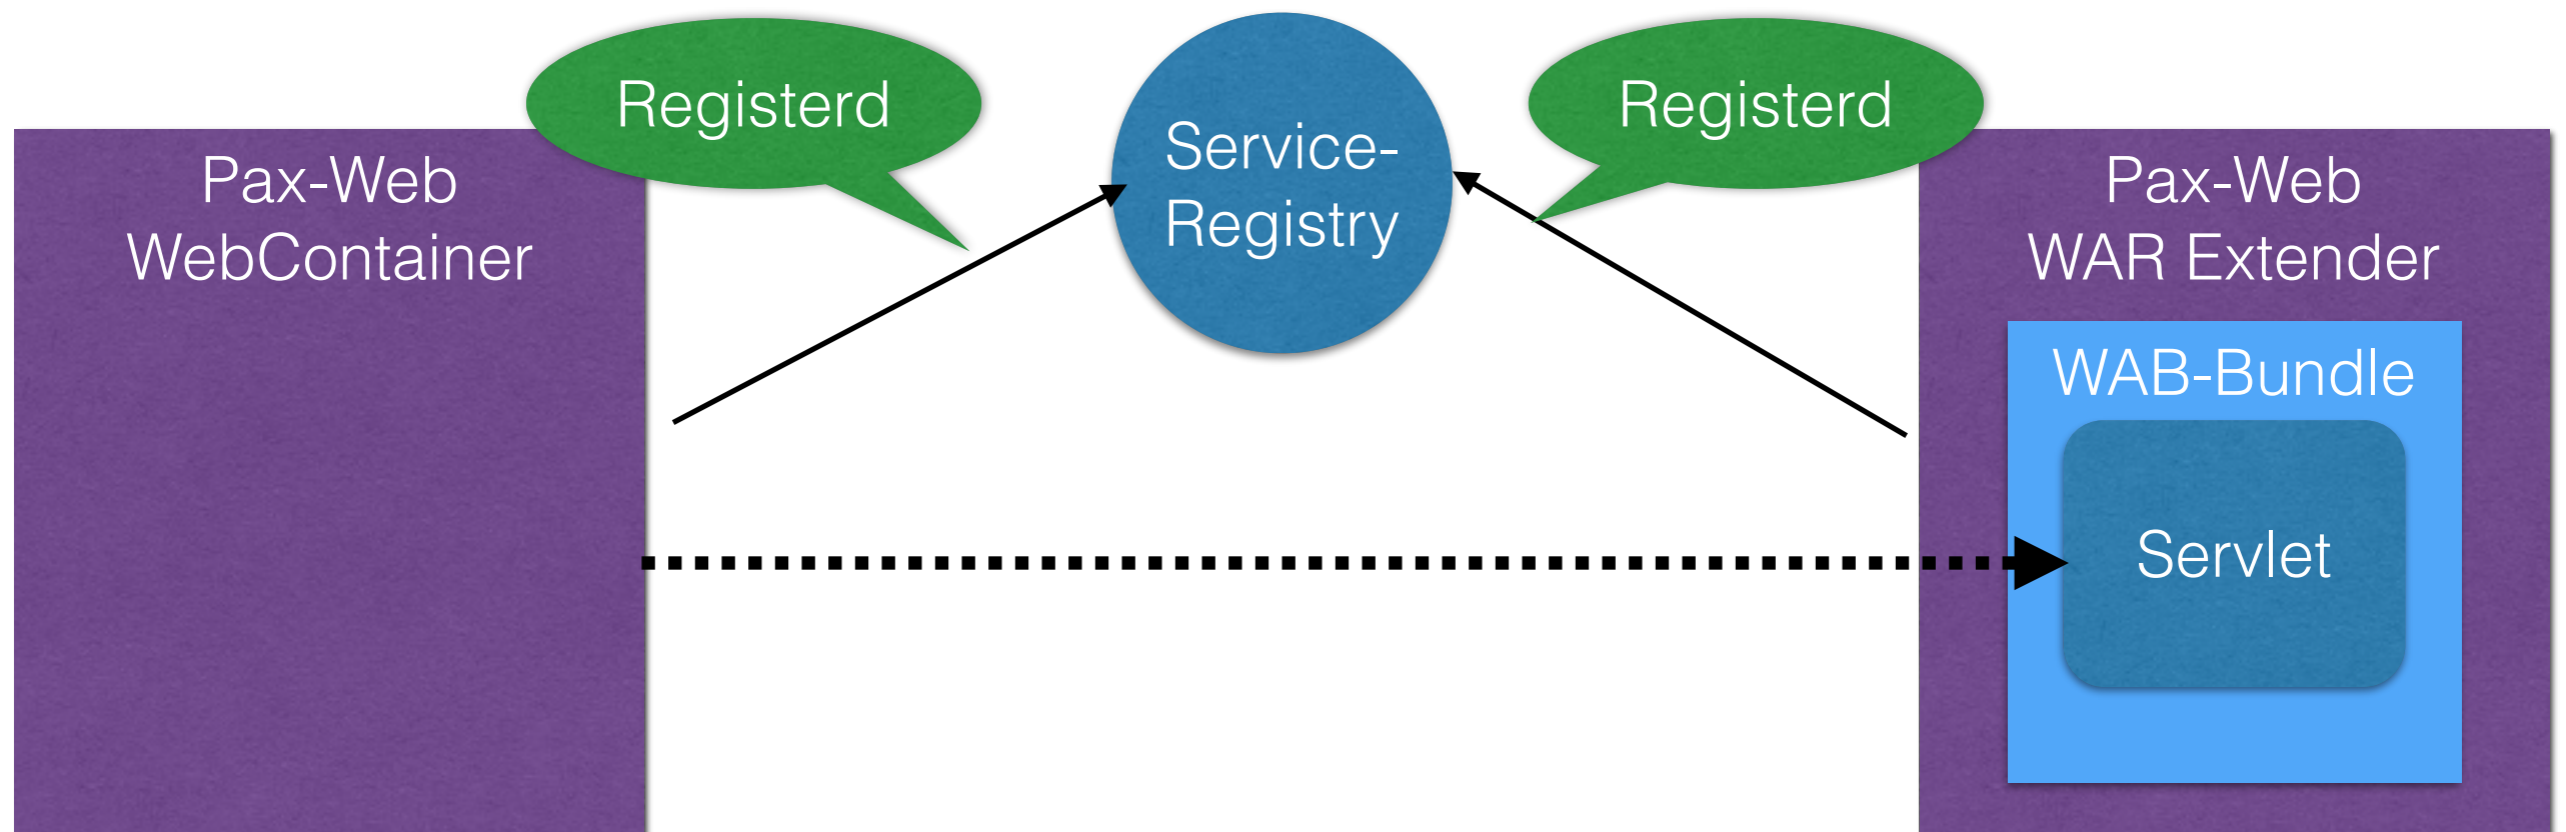 Registerd
Service-
Registry
Registerd
Pax-Web
WebContainer
Pax-Web
WAR Extender
WAB-Bundle
Servlet